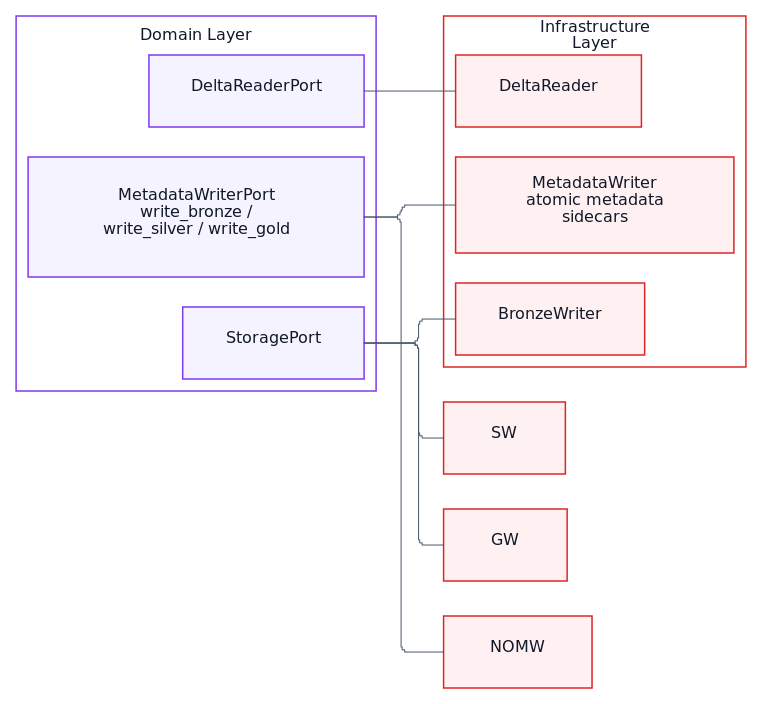 Domain Layer
DeltaReaderPort
MetadataWriterPort
write_bronze /
write_silver / write_gold
StoragePort
Infrastructure
Layer
DeltaReader
MetadataWriter
atomic metadata
sidecars
BronzeWriter
SW
GW
NOMW